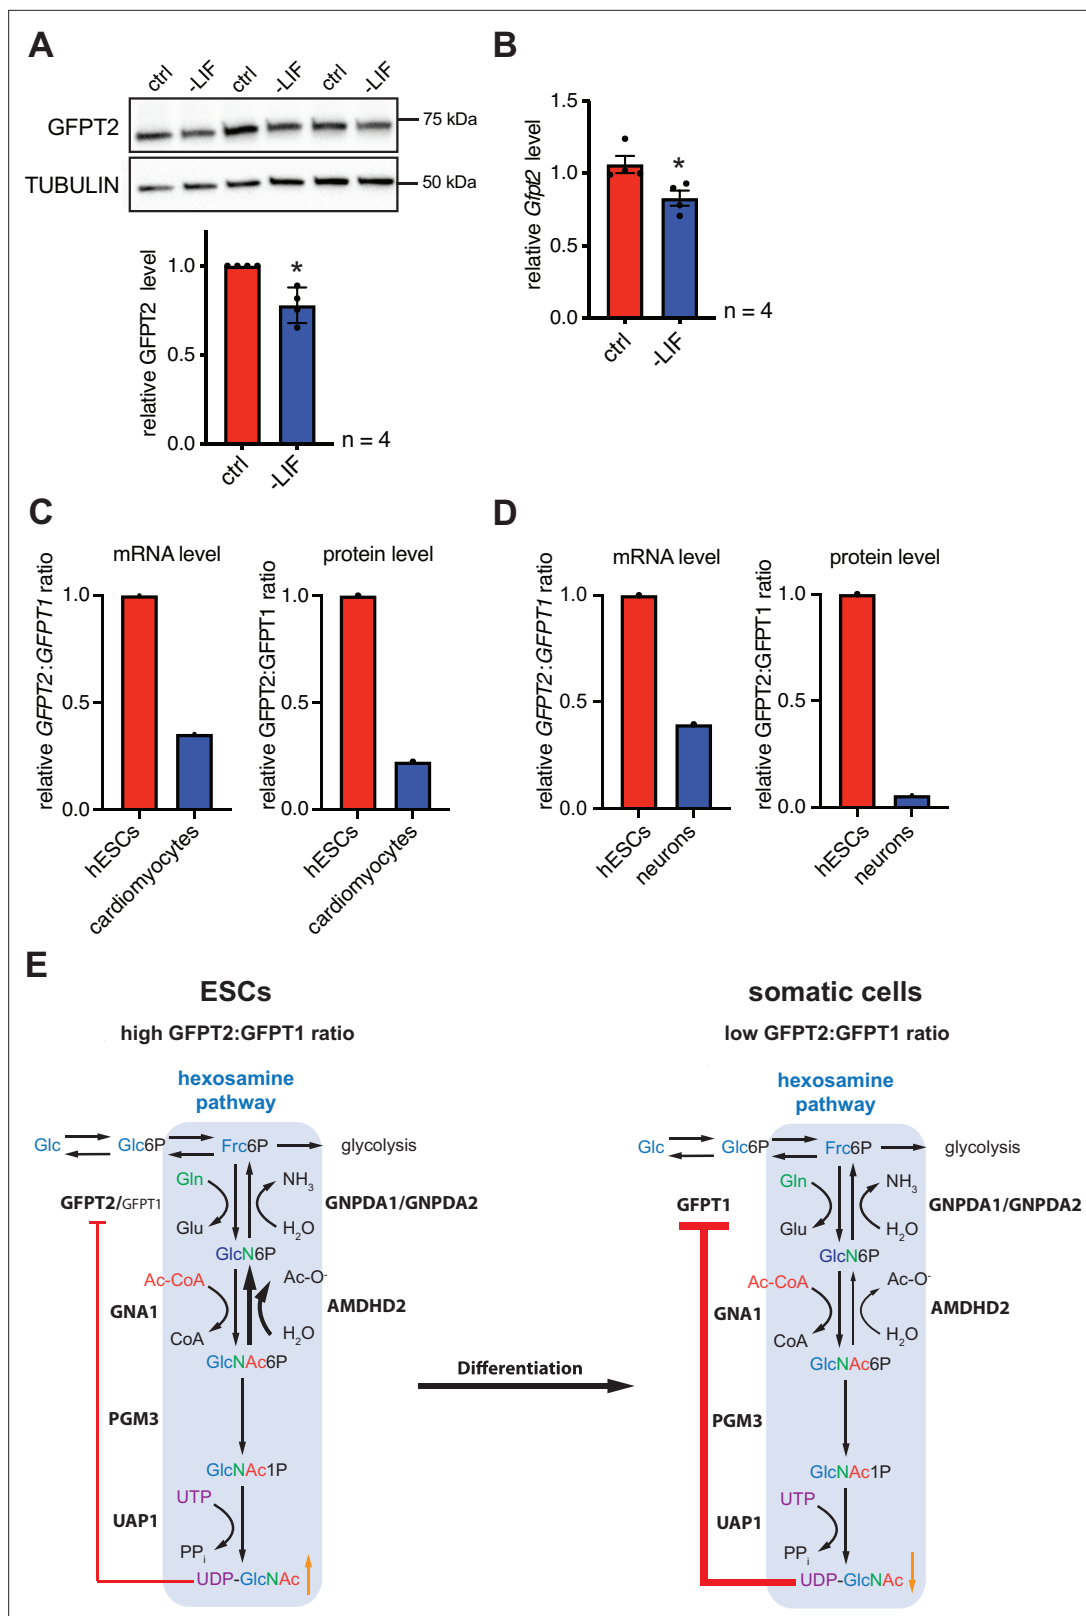 A
ctrl -LIF ctrl -LIF ctrl -LIF
GFPT2
75 kDa
TUBULIN
50 kDa
relative GFPT2 level
1.0
0.5
0.0
*
ctrl
-LIF
n = 4
B
relative Gfpt2 level
1.5
1.0
0.5
0.0
*
ctrl
-LIF
n = 4
C
mRNA level
relative GFPT2:GFPT1 ratio
1.0
0.5
0.0
hESCs
cardiomyocytes
protein level
relative GFPT2:GFPT1 ratio
1.0
0.5
0.0
hESCs
cardiomyocytes
D
mRNA level
relative GFPT2:GFPT1 ratio
1.0
0.5
0.0
hESCs
neurons
protein level
relative GFPT2:GFPT1 ratio
1.0
0.5
0.0
hESCs
neurons
E
ESCs
high GFPT2:GFPT1 ratio
hexosamine
pathway
Glc Glc6P Frc6P glycolysis
Gln NH3
GFPT2/GFPT1 GNPDA1/GNPDA2
Glu H2O
GlcN6P
Ac-CoA Ac-O-
GNA1 AMDHD2
CoA H2O
GlcNAc6P
PGM3
GlcNAc1P
UTP
UAP1
PPi
UDP-GlcNAc
Differentiation
somatic cells
low GFPT2:GFPT1 ratio
hexosamine
pathway
Glc Glc6P Frc6P glycolysis
Gln NH3
GFPT1 GNPDA1/GNPDA2
Glu H2O
GlcN6P
Ac-CoA Ac-O-
GNA1 AMDHD2
CoA H2O
GlcNAc6P
PGM3
GlcNAc1P
UTP
UAP1
PPi
UDP-GlcNAc